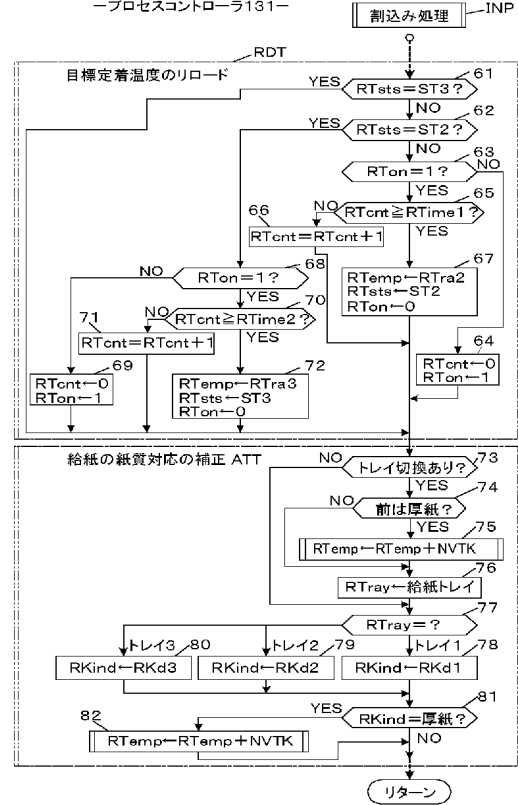 −プロセスコントローラ131−
割込み処理
INP
RDT
目標定着温度のリロード
61
YES
RTsts=ST3?
NO
62
YES
RTsts=ST2?
NO
63
RTon=1?
NO
YES
65
66
NO
RTcnt≧RTime1?
RTcnt=RTcnt+1
YES
67
68
NO
RTon=1?
RTemp←RTra2
RTsts←ST2
RTon←0
YES
70
71
NO
RTcnt≧RTime2?
RTcnt=RTcnt+1
YES
64
69
72
RTcnt←0
RTon←1
RTcnt←0
RTon←1
RTemp←RTra3
RTsts←ST3
RTon←0
給紙の紙質対応の補正 ATT
NO
トレイ切換あり?
73
YES
74
NO
前は厚紙?
YES
75
RTemp←RTemp+NVTK
76
RTray←給紙トレイ
77
RTray=?
トレイ3
80
トレイ2
79
トレイ1
78
RKind←RKd3
RKind←RKd2
RKind←RKd1
81
YES
RKind=厚紙?
82
NO
RTemp←RTemp+NVTK
リターン